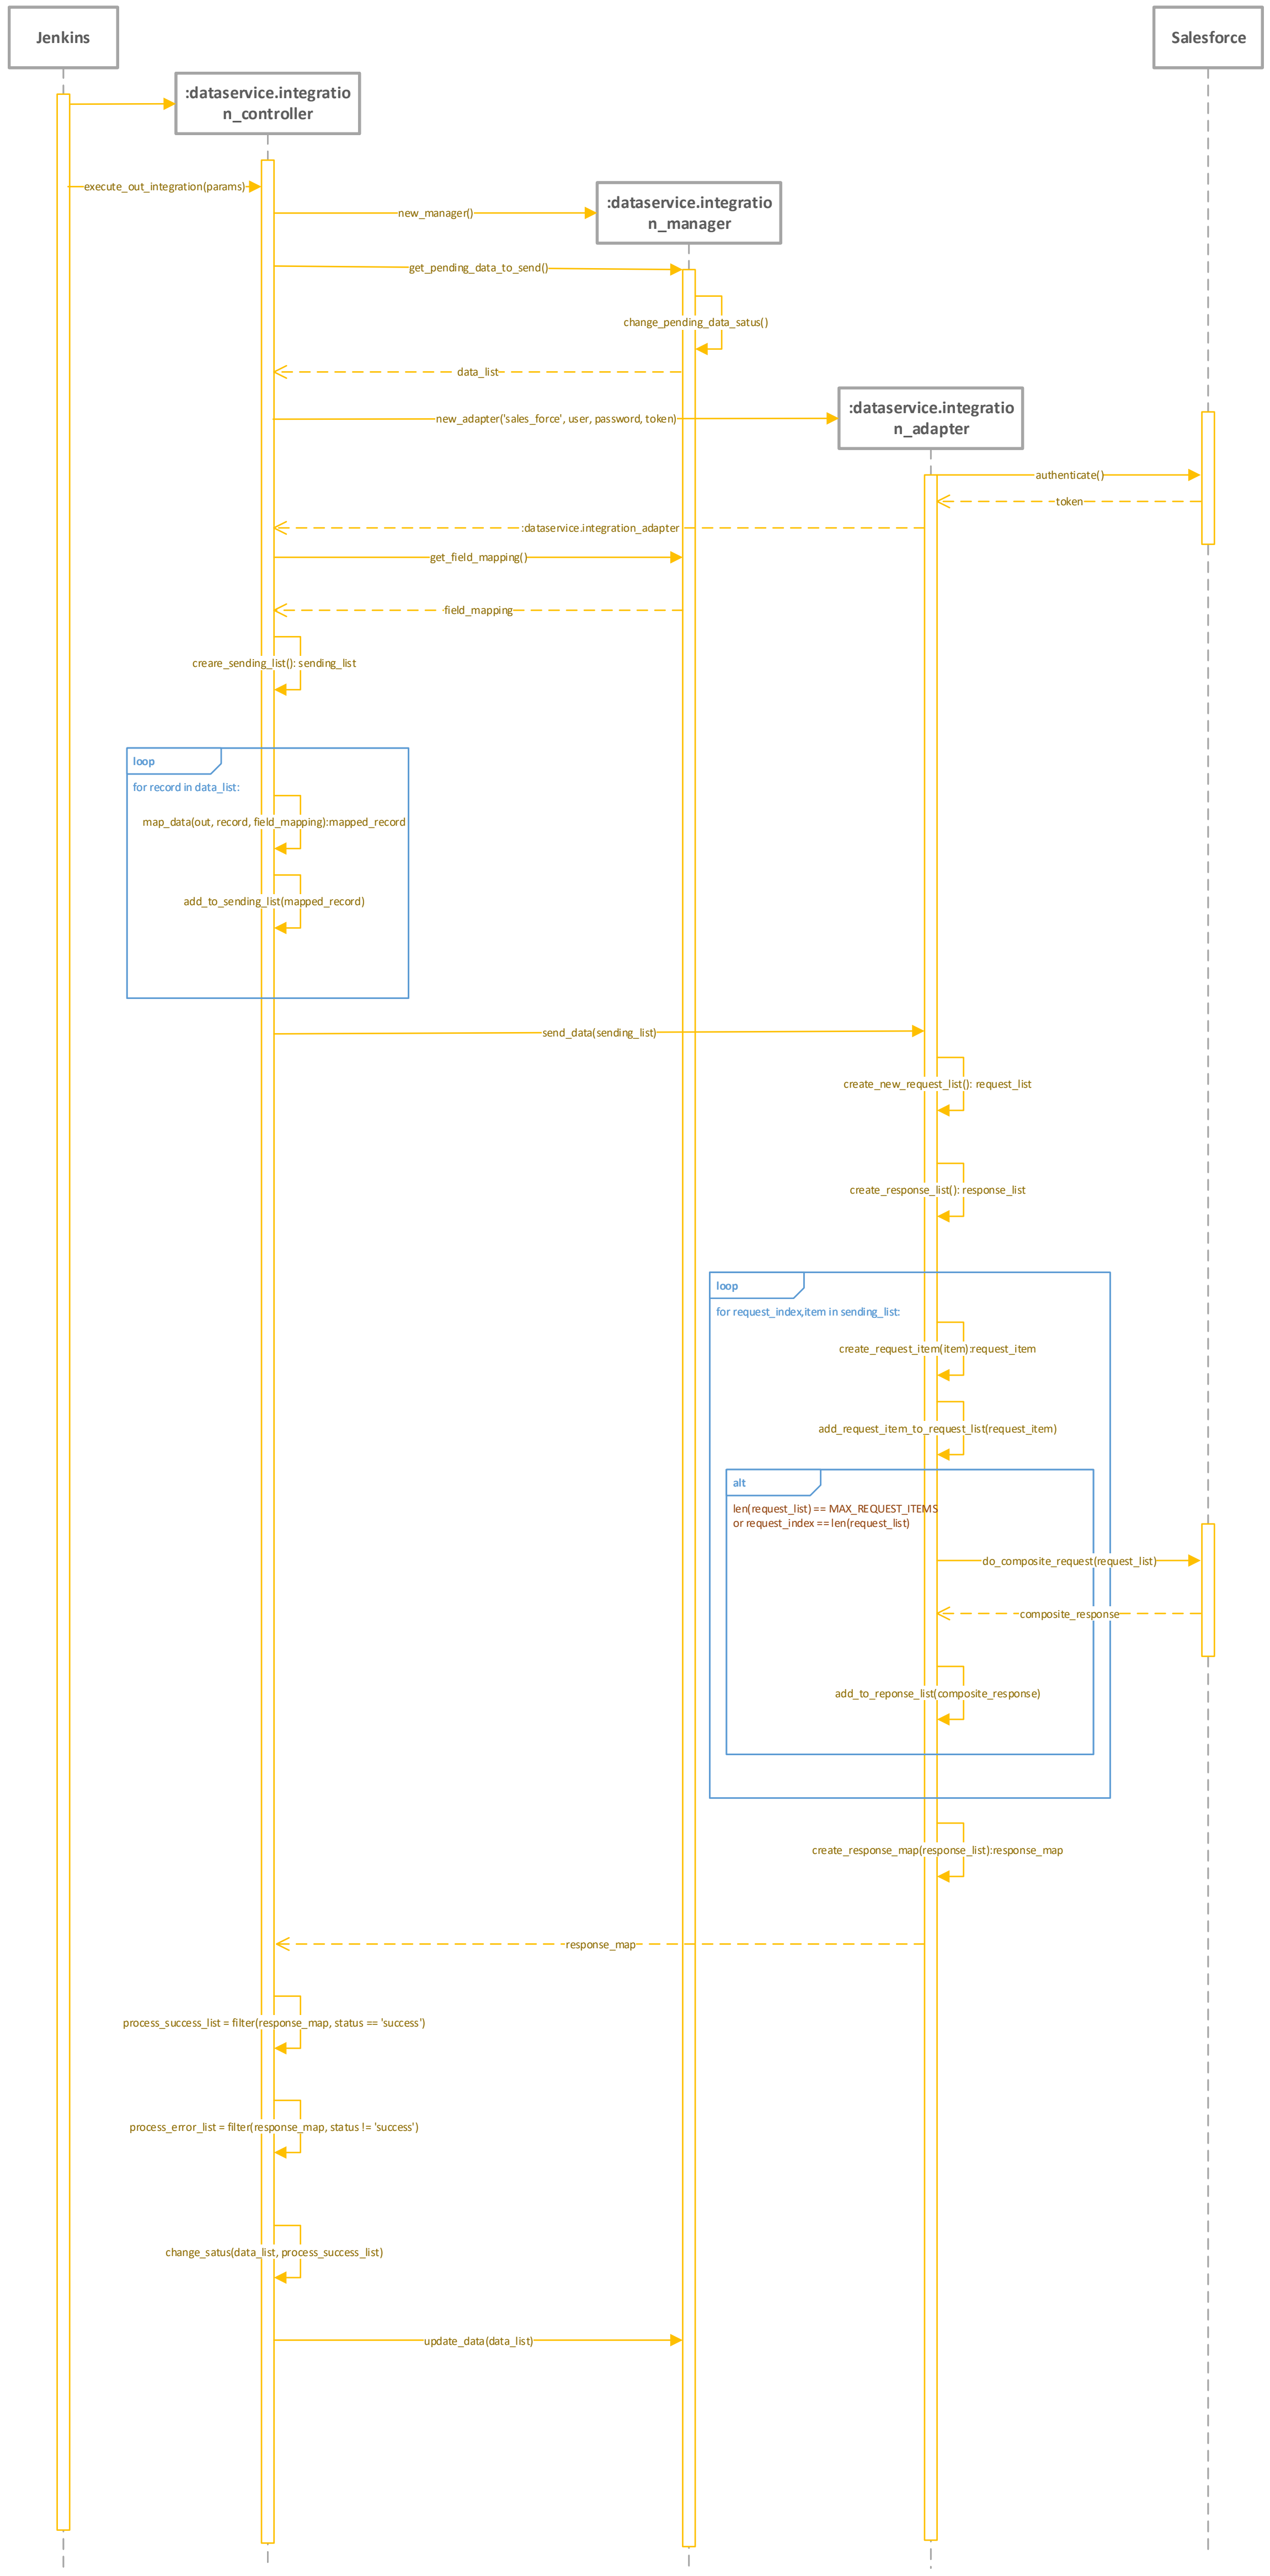 Jenkins
Salesforce
:dataservice.integratio
n_controller
execute_out_integration(params)
:dataservice.integratio
n_manager
new_manager()
get_pending_data_to_send()
change_pending_data_satus()
data_list
:dataservice.integratio
n_adapter
new_adapter('sales_force', user, password, token)
authenticate()
token
:dataservice.integration_adapter
get_field_mapping()
field_mapping
creare_sending_list(): sending_list
loop
for record in data_list:
map_data(out, record, field_mapping):mapped_record
add_to_sending_list(mapped_record)
send_data(sending_list)
create_new_request_list(): request_list
create_response_list(): response_list
loop
for request_index,item in sending_list:
create_request_item(item):request_item
add_request_item_to_request_list(request_item)
alt
len(request_list) == MAX_REQUEST_ITEMS
or request_index == len(request_list)
do_composite_request(request_list)
composite_response
add_to_reponse_list(composite_response)
create_response_map(response_list):response_map
response_map
process_success_list = filter(response_map, status == 'success')
process_error_list = filter(response_map, status != 'success')
change_satus(data_list, process_success_list)
update_data(data_list)